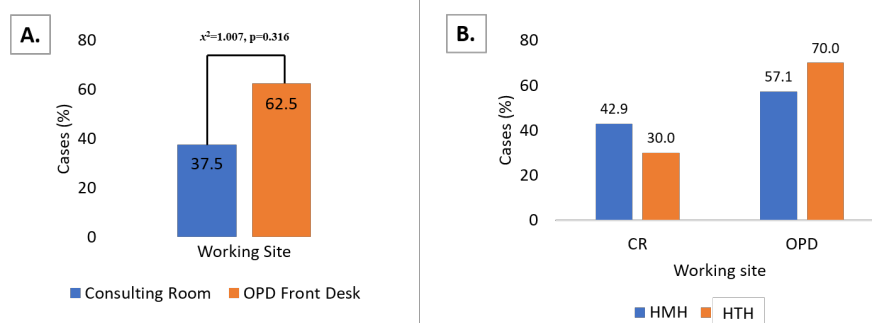 A.
x²=1.007, p=0.316
80
60
40
20
0
Cases (%)
37.5
62.5
Working Site
Consulting Room
OPD Front Desk
B.
80
60
40
20
0
Cases (%)
42.9
30.0
57.1
70.0
CR
OPD
Working site
HMH
HTH